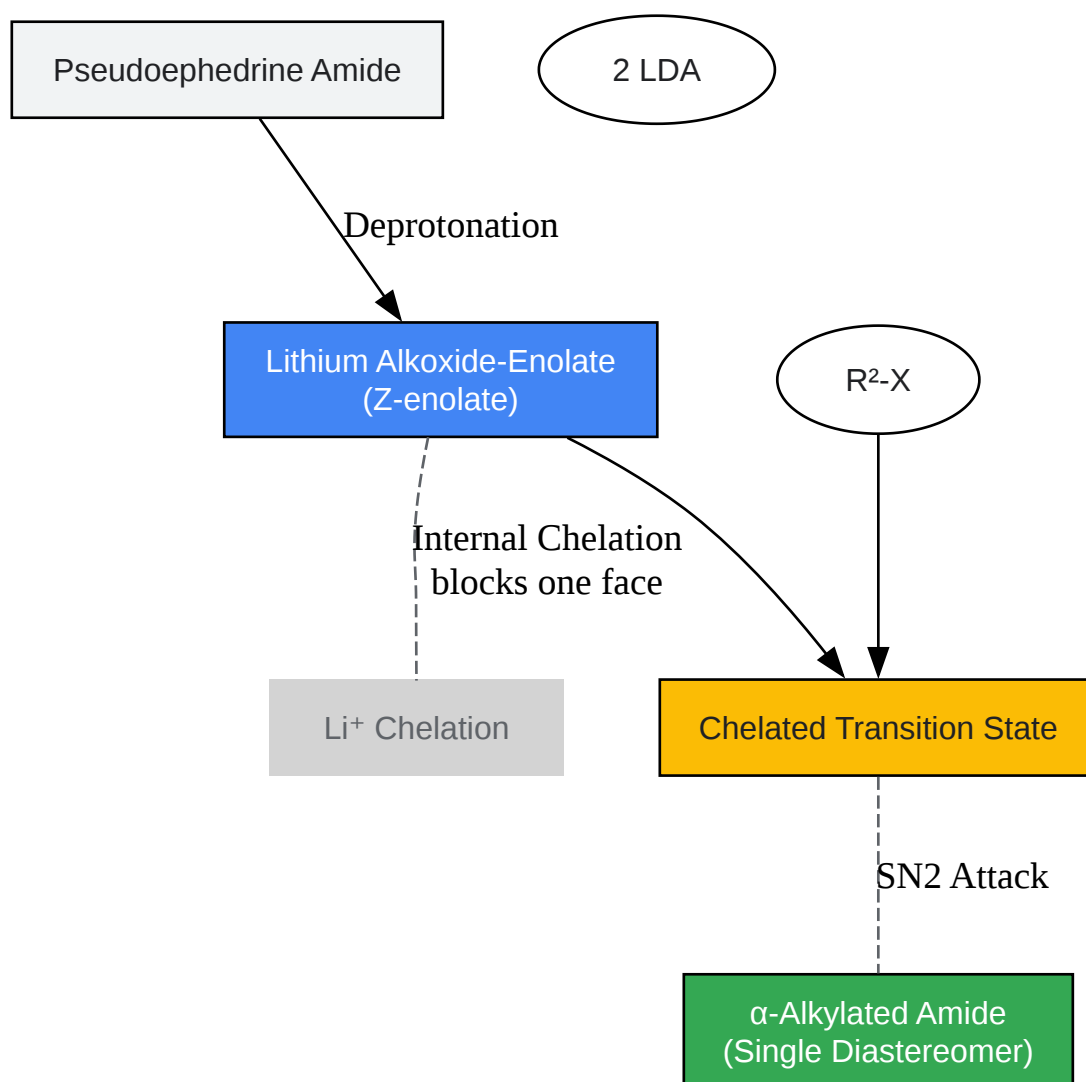 Pseudoephedrine Amide
2 LDA
Deprotonation
Lithium Alkoxide-Enolate
(Z-enolate)
R²-X
Internal Chelation
blocks one face
Li⁺ Chelation
Chelated Transition State
SN2 Attack
α-Alkylated Amide
(Single Diastereomer)